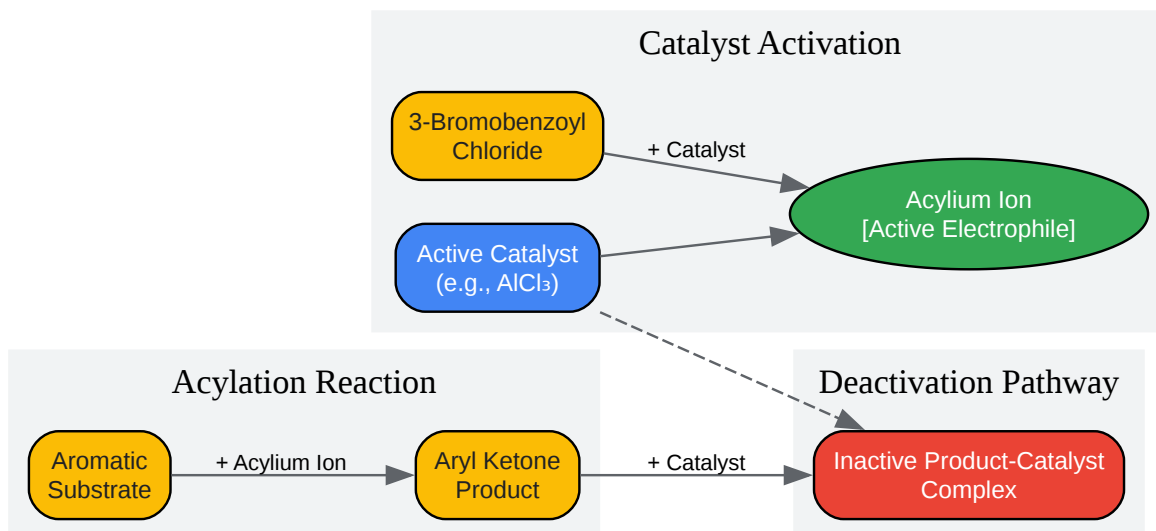 Catalyst Activation
3-Bromobenzoyl
Chloride
+ Catalyst
Acylium Ion
[Active Electrophile]
Active Catalyst
(e.g., AlCl₃)
Acylation Reaction
Aromatic
Substrate
+ Acylium Ion
Aryl Ketone
Product
+ Catalyst
Deactivation Pathway
Inactive Product-Catalyst
Complex